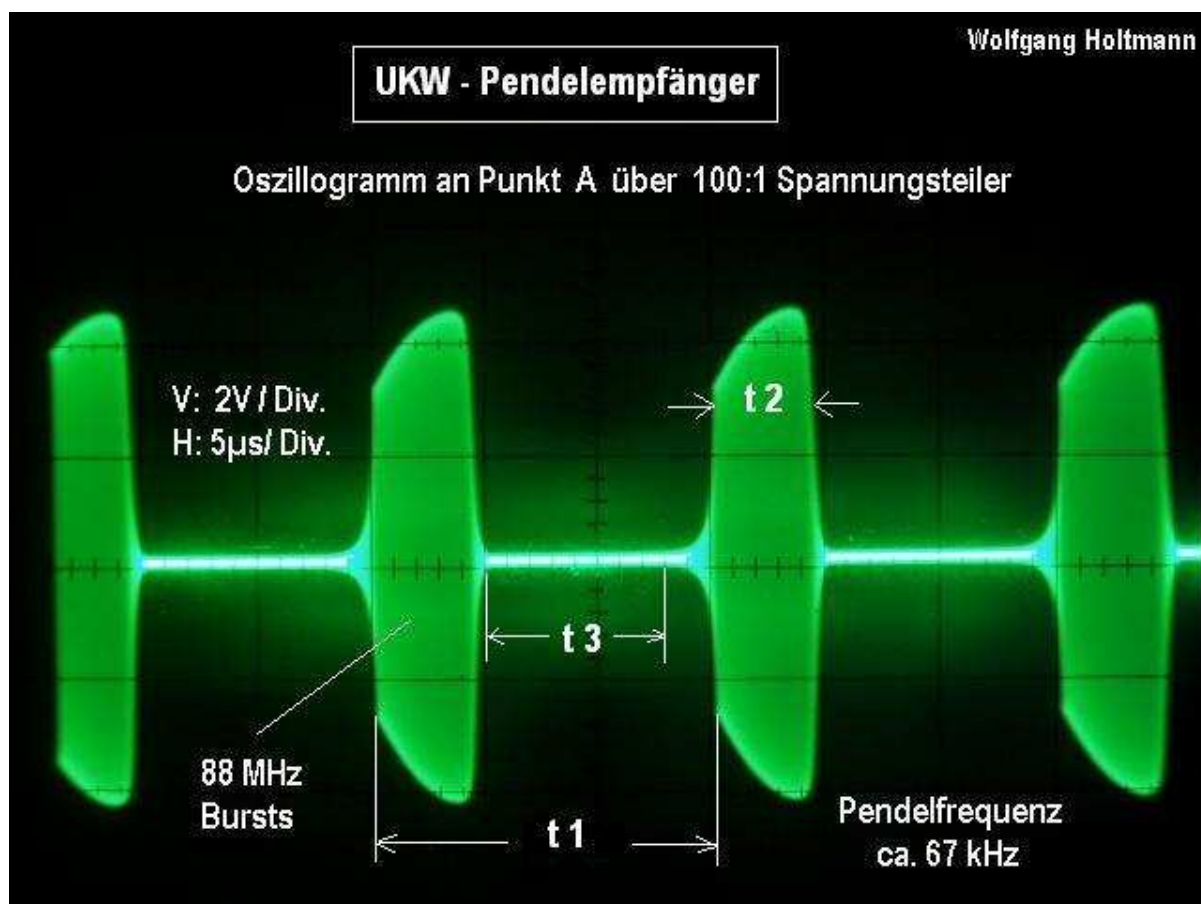 Wolfgang Holtmann
UKW - Pendelempfänger
Oszillogramm an Punkt A über 100:1 Spannungsteiler
V: 2V / Div.
H: 5µs/ Div.
t 2
t 3
88 MHz
Bursts
t 1
Pendelfrequenz
ca. 67 kHz